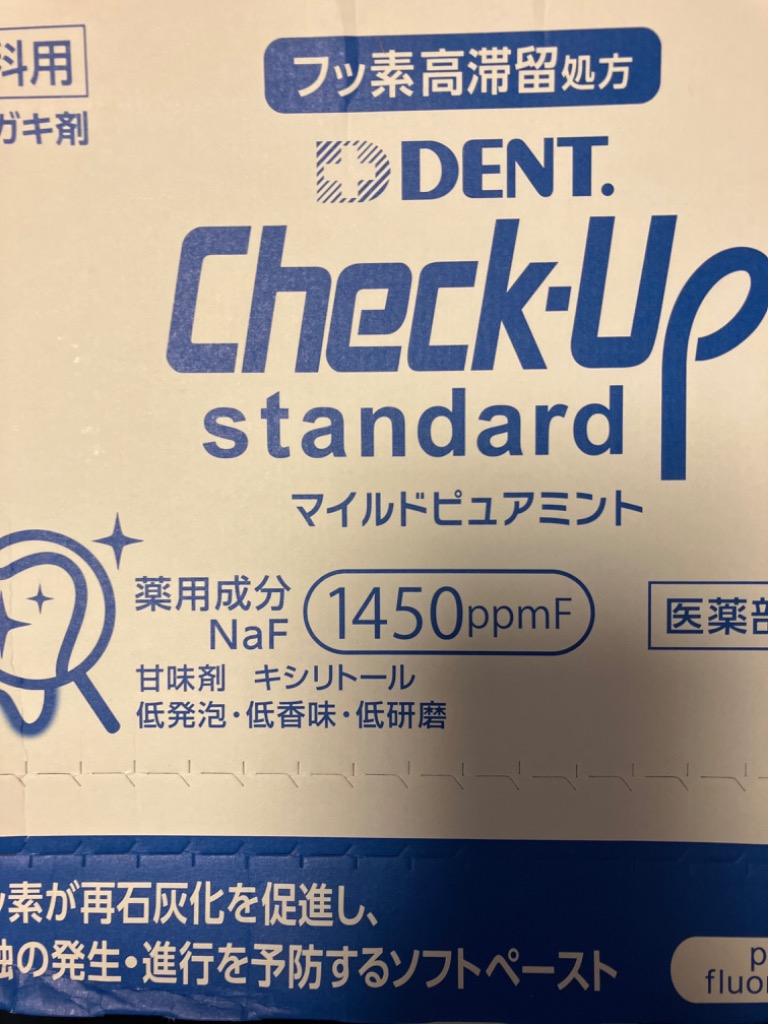 科用
フッ素高滞留処方
ガキ剤
DENT.
Check-Up
standard
マイルドピュアミント
薬用成分
NaF
1450ppmF
医薬部
甘味剤 キシリトール
低発泡・低香味・低研磨
素が再石灰化を促進し、
の発生・進行を予防するソフトペースト
p
fluor